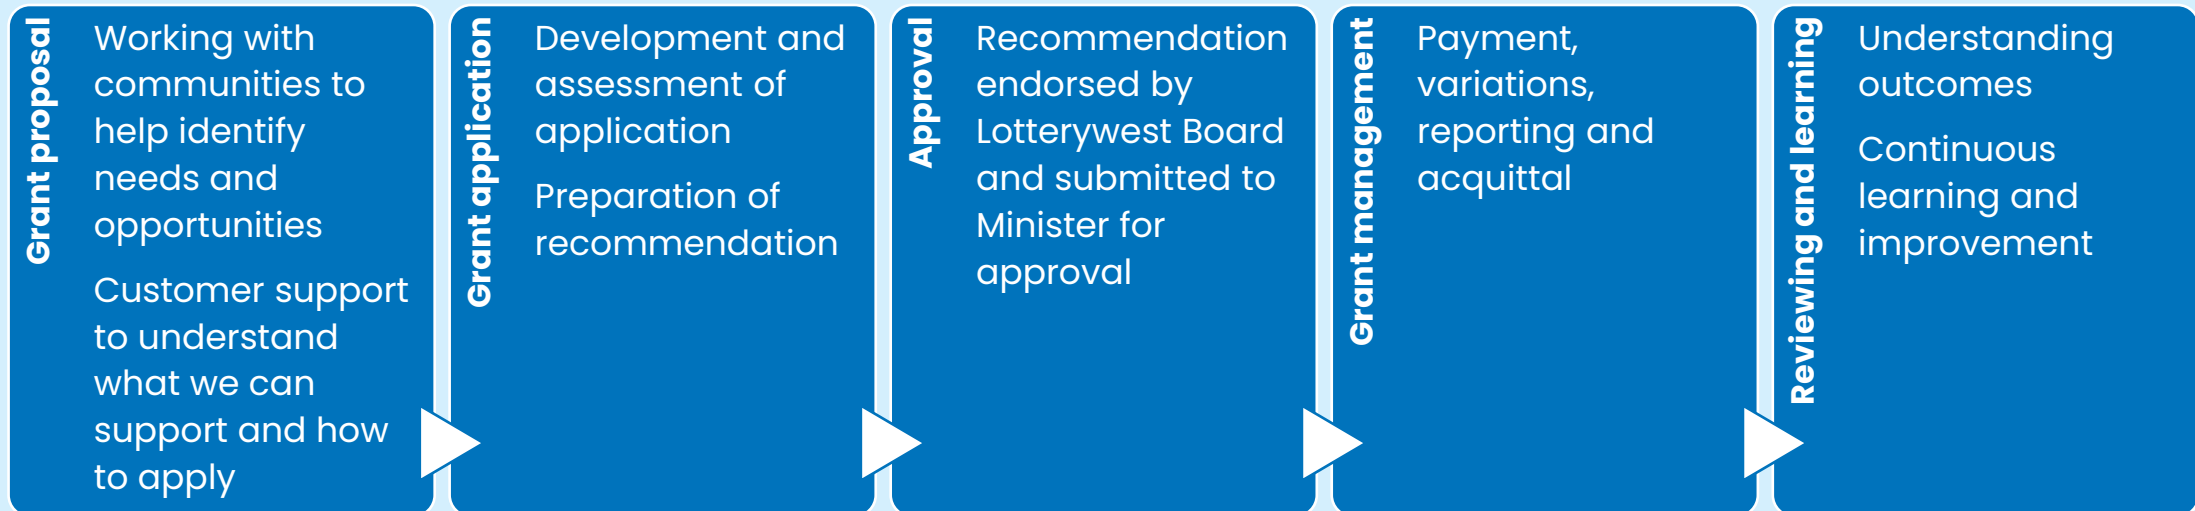 Grant proposal
Working with
communities to
help identify
needs and
opportunities
Customer support
to understand
what we can
support and how
to apply
Grant application
Development and
assessment of
application
Preparation of
recommendation
Approval
Recommendation
endorsed by
Lotterywest Board
and submitted to
Minister for
approval
Grant management
Payment,
variations,
reporting and
acquittal
Reviewing and learning
Understanding
outcomes
Continuous
learning and
improvement